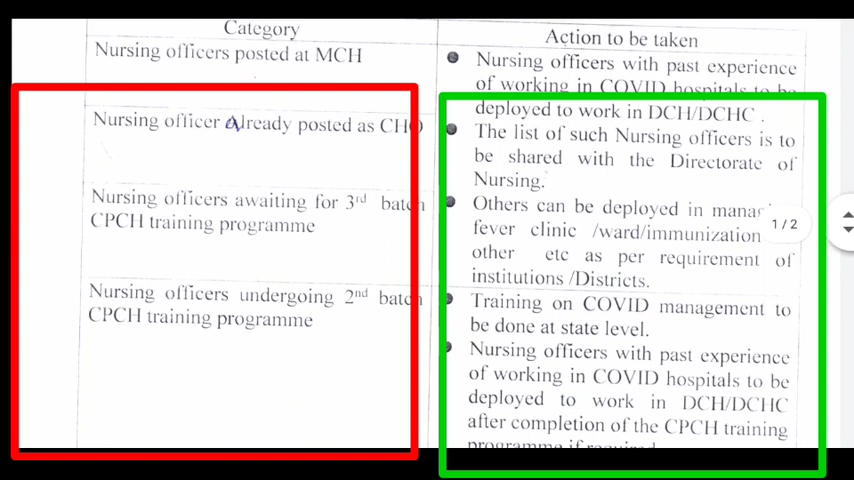 Category
Action to be taken
Nursing officers posted at MCH
Nursing officer Already posted as CHO
Nursing officers awaiting for 3rd batch
CPCH training programme
Nursing officers undergoing 2nd batch
CPCH training programme
Nursing officers with past experience
of working in COVID hospitals to be
deployed to work in DCH/DCHC .
The list of such Nursing officers is to
be shared with the Directorate of
Nursing.
Others can be deployed in
fever clinic /ward/immunization
other etc as per requirement of
institutions /Districts.
Training on COVID management to
be done at state level.
Nursing officers with past experience
of working in COVID hospitals to be
deployed to work in DCH/DCHC
after completion of the CPCH training
programme if required
1 / 2